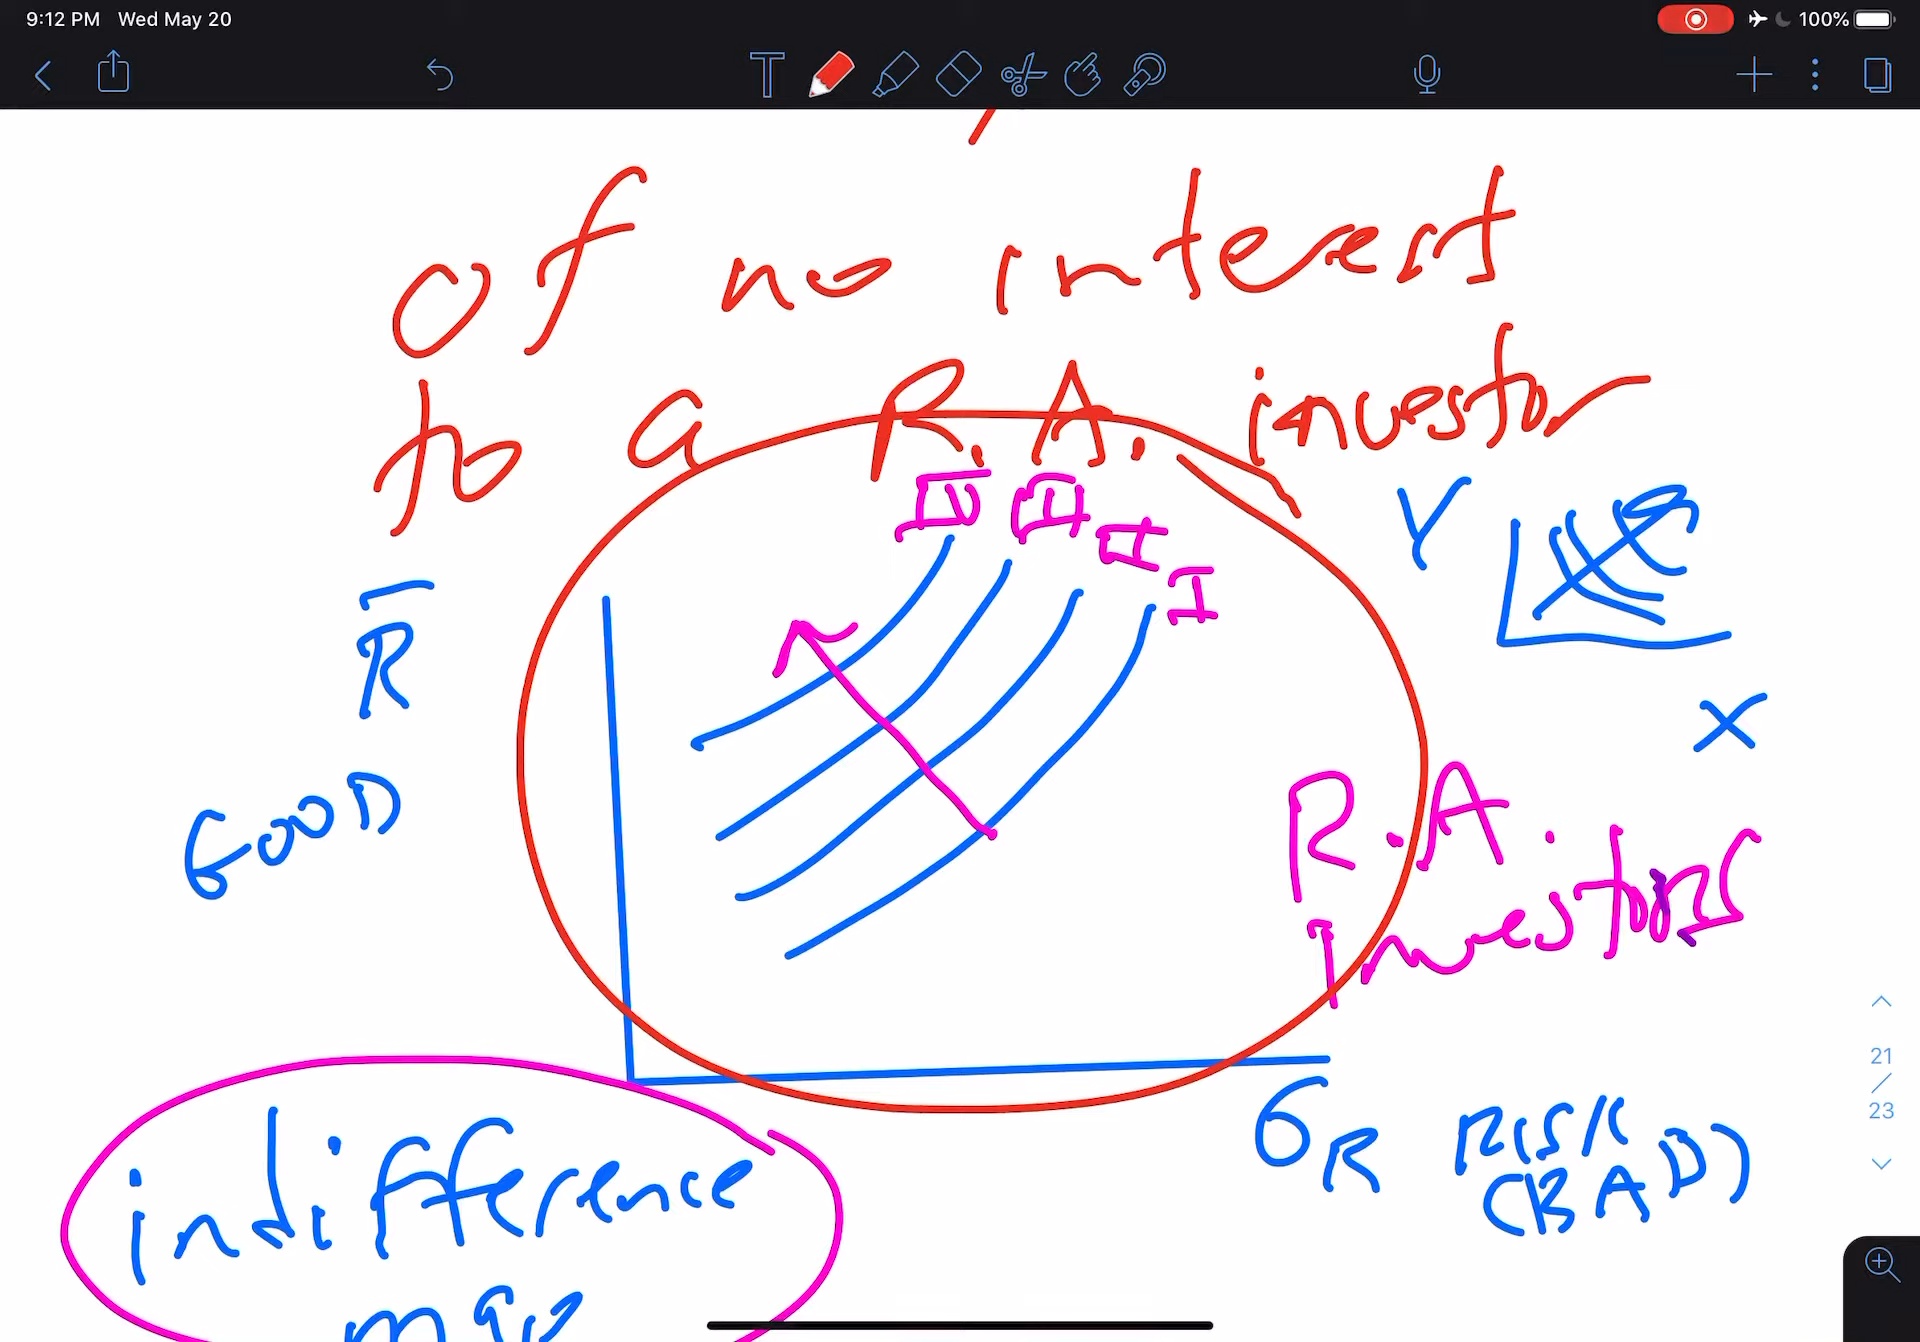 9:12 PM Wed May 20
100%
of no interest
to a R.A. investor
IV III II I
Y
R̄
X
GOOD
R.A.
Investors
21
/
23
σR RISK
(BAD)
indifference
map